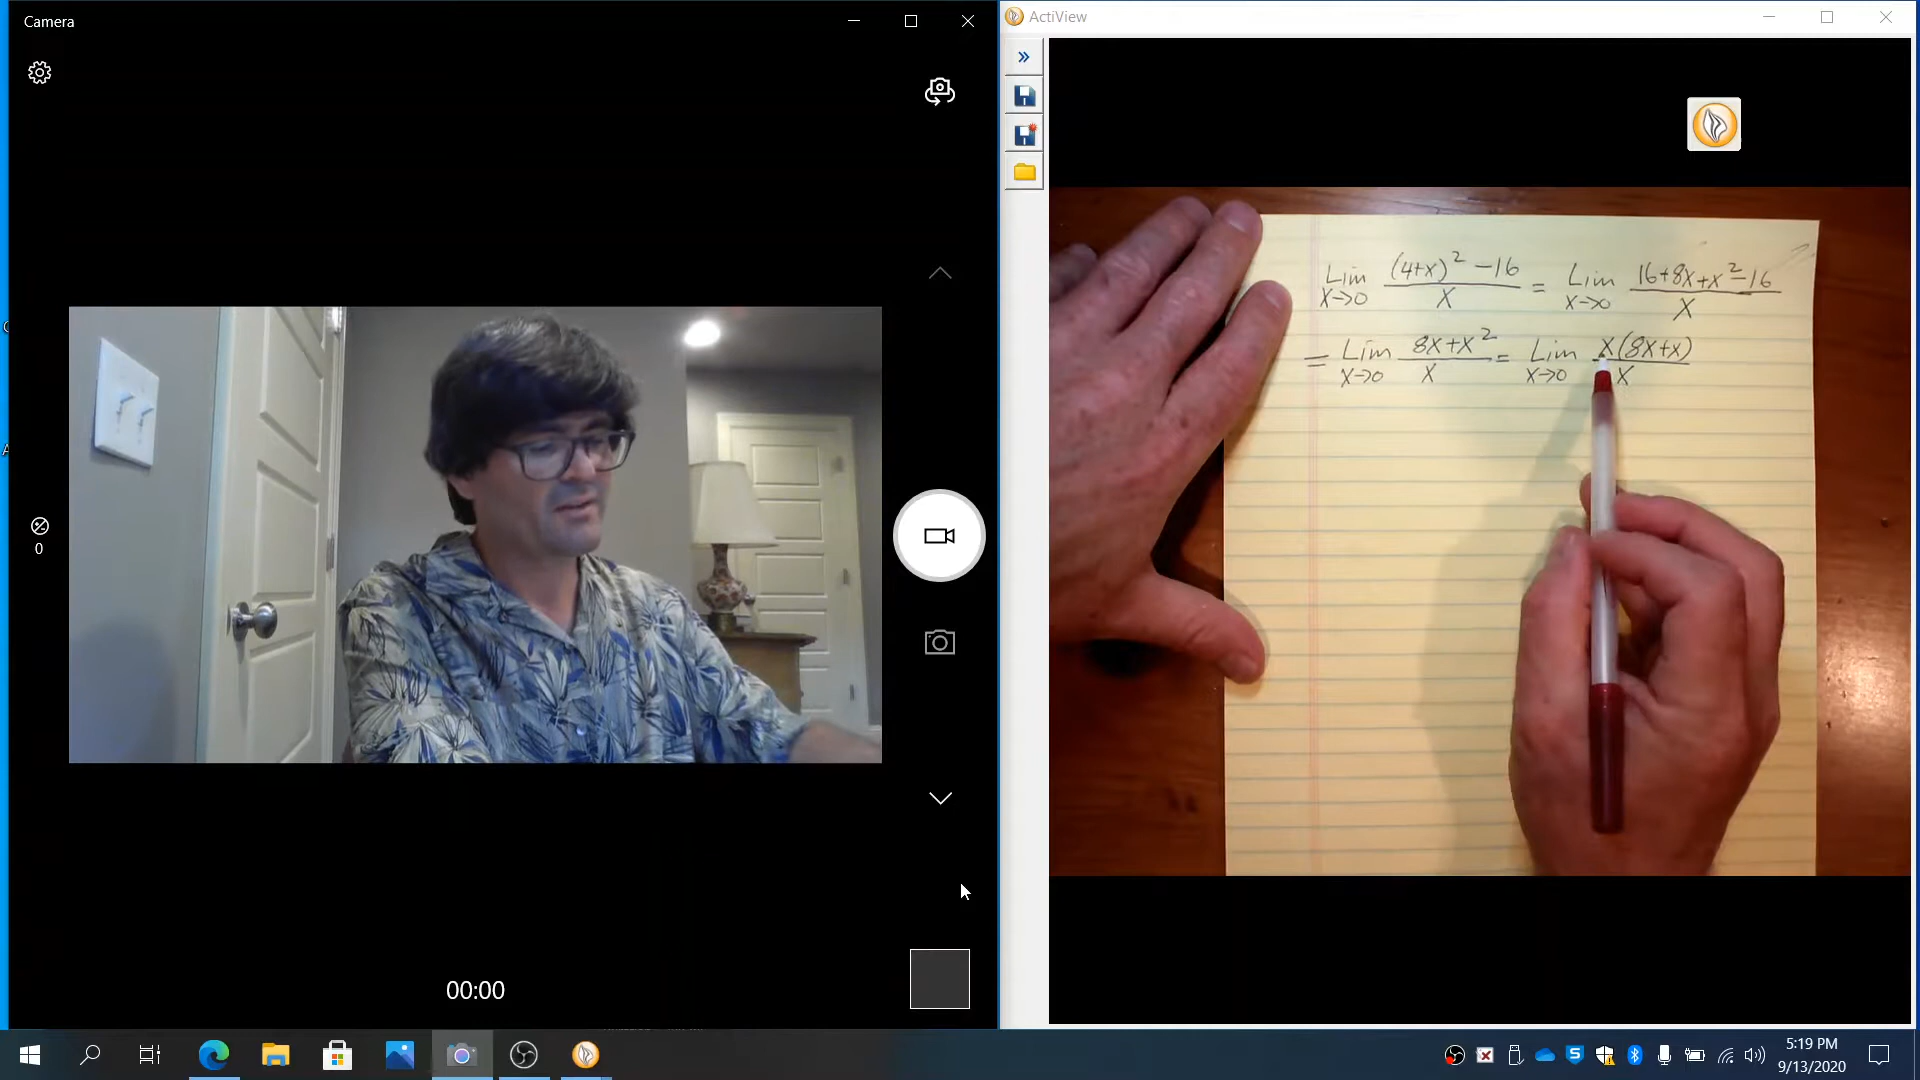 Camera
ActiView
Lim (4+x)² -16 / X = Lim 16+8x+x²-16 / X
X→0 X→0
= Lim 8x+x² / X = Lim X(8x+x) / X
X→0 X→0
0
00:00
5:19 PM
9/13/2020